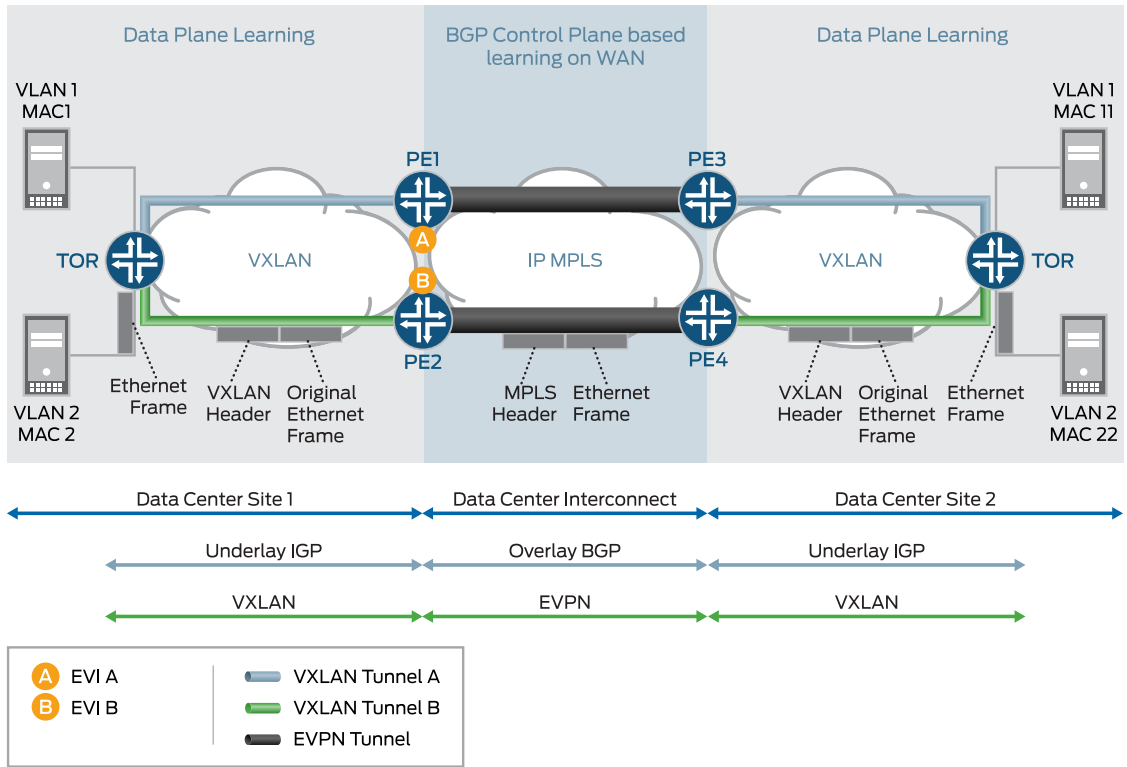 Data Plane Learning
BGP Control Plane based
learning on WAN
Data Plane Learning
VLAN 1
MAC1
VLAN 1
MAC 11
PE1
PE3
A
TOR
VXLAN
IP MPLS
VXLAN
TOR
B
PE2
PE4
VLAN 2
MAC 2
Ethernet
Frame
VXLAN
Header
Original
Ethernet
Frame
MPLS
Header
Ethernet
Frame
VXLAN
Header
Original
Ethernet
Frame
Ethernet
Frame
VLAN 2
MAC 22
Data Center Site 1
Data Center Interconnect
Data Center Site 2
Underlay IGP
Overlay BGP
Underlay IGP
VXLAN
EVPN
VXLAN
A EVI A
B EVI B
VXLAN Tunnel A
VXLAN Tunnel B
EVPN Tunnel